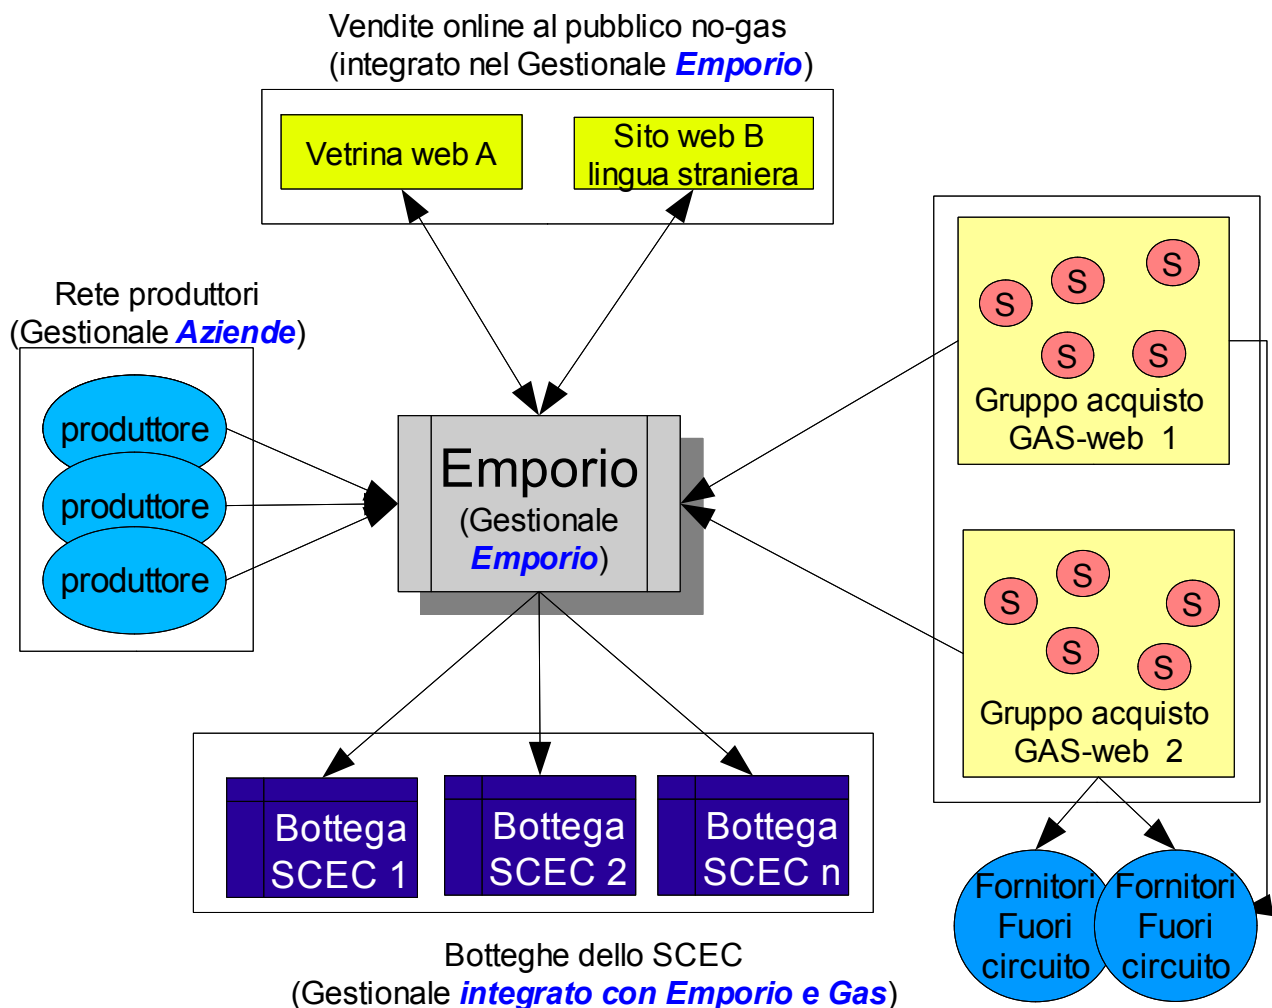 Vendite online al pubblico no-gas
(integrato nel Gestionale Emporio)
Vetrina web A
Sito web B
lingua straniera
Rete produttori
(Gestionale Aziende)
produttore
produttore
produttore
Emporio
(Gestionale
Emporio)
S
S
S
S
S
Gruppo acquisto
GAS-web 1
S
S
S
S
S
Gruppo acquisto
GAS-web 2
Fornitori
Fuori
circuito
Fornitori
Fuori
circuito
Bottega
SCEC 1
Bottega
SCEC 2
Bottega
SCEC n
Botteghe dello SCEC
(Gestionale integrato con Emporio e Gas)